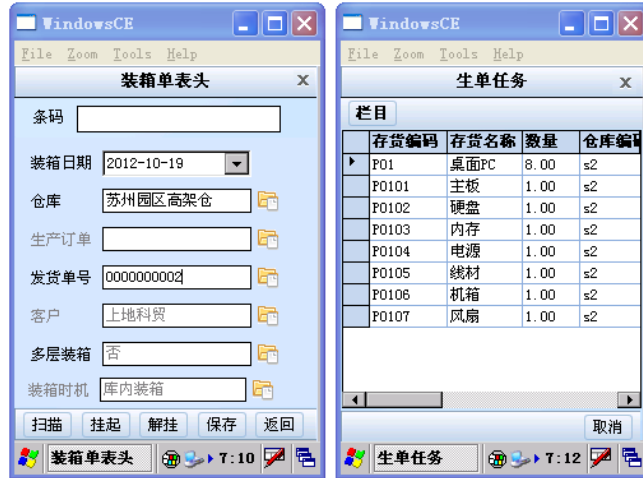 WindowsCE
File Zoom Tools Help
装箱单表头 X
条码
装箱日期 2012-10-19
仓库 苏州园区高架仓
生产订单
发货单号 0000000002
客户 上地科贸
多层装箱 否
装箱时机 库内装箱
扫描 挂起 解挂 保存 返回
装箱单表头 7:10
WindowsCE
File Zoom Tools Help
生单任务 X
栏目
存货编码 存货名称 数量 仓库编码
P01 桌面PC 8.00 s2
P0101 主板 1.00 s2
P0102 硬盘 1.00 s2
P0103 内存 1.00 s2
P0104 电源 1.00 s2
P0105 线材 1.00 s2
P0106 机箱 1.00 s2
P0107 风扇 1.00 s2
取消
生单任务 7:12